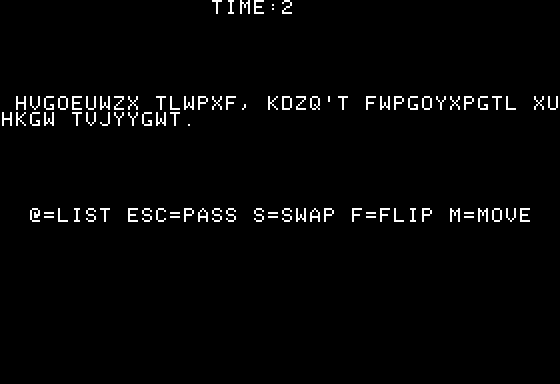 TIME:2
HVGOEUWZX TLWPXF, KDZQ'T FWPGOYXPGTL XU
HKGW TVJYYGWT.
@=LIST ESC=PASS S=SWAP F=FLIP M=MOVE